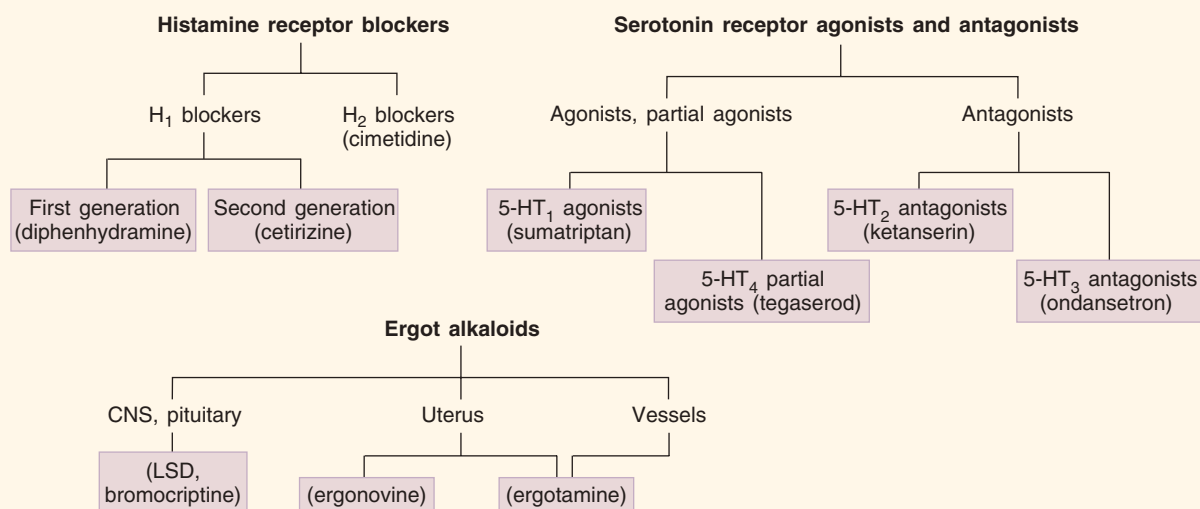 Histamine receptor blockers
H₁ blockers
H₂ blockers
(cimetidine)
First generation
(diphenhydramine)
Second generation
(cetirizine)
Serotonin receptor agonists and antagonists
Agonists, partial agonists
Antagonists
5-HT₁ agonists
(sumatriptan)
5-HT₄ partial
agonists (tegaserod)
5-HT₂ antagonists
(ketanserin)
5-HT₃ antagonists
(ondansetron)
Ergot alkaloids
CNS, pituitary
Uterus
Vessels
(LSD,
bromocriptine)
(ergonovine)
(ergotamine)